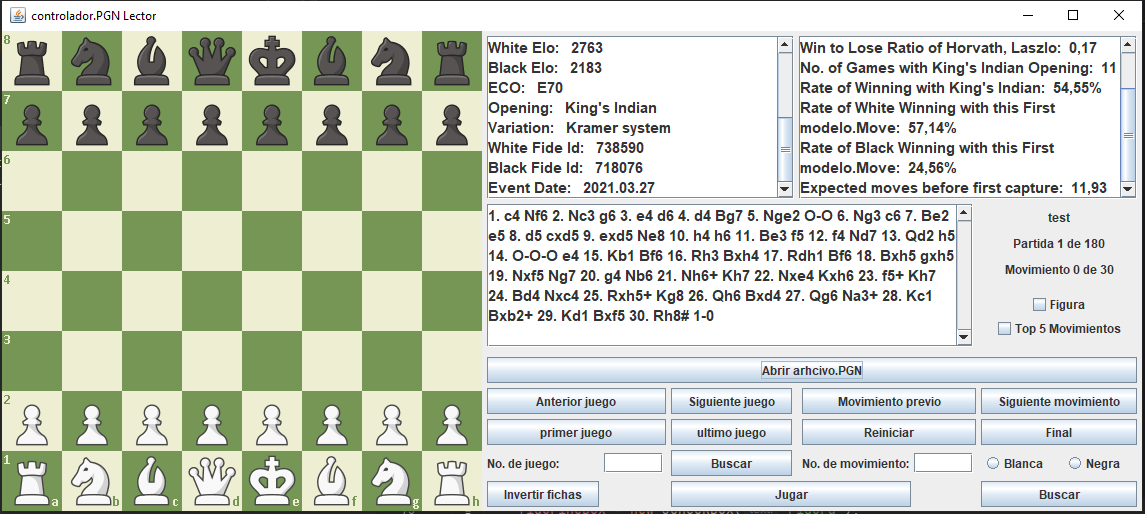 controlador.PGN Lector
8
7
6
5
4
3
2
1
a b c d e f g h
White Elo: 2763
Black Elo: 2183
ECO: E70
Opening: King's Indian
Variation: Kramer system
White Fide Id: 738590
Black Fide Id: 718076
Event Date: 2021.03.27
Win to Lose Ratio of Horvath, Laszlo: 0,17
No. of Games with King's Indian Opening: 11
Rate of Winning with King's Indian: 54,55%
Rate of White Winning with this First
modelo.Move: 57,14%
Rate of Black Winning with this First
modelo.Move: 24,56%
Expected moves before first capture: 11,93
1. c4 Nf6 2. Nc3 g6 3. e4 d6 4. d4 Bg7 5. Nge2 O-O 6. Ng3 c6 7. Be2
e5 8. d5 cxd5 9. exd5 Ne8 10. h4 h6 11. Be3 f5 12. f4 Nd7 13. Qd2 h5
14. O-O-O e4 15. Kb1 Bf6 16. Rh3 Bxh4 17. Rdh1 Bf6 18. Bxh5 gxh5
19. Nxf5 Ng7 20. g4 Nb6 21. Nh6+ Kh7 22. Nxe4 Kxh6 23. f5+ Kh7
24. Bd4 Nxc4 25. Rxh5+ Kg8 26. Qh6 Bxd4 27. Qg6 Na3+ 28. Kc1
Bxb2+ 29. Kd1 Bxf5 30. Rh8# 1-0
test
Partida 1 de 180
Movimiento 0 de 30
Figura
Top 5 Movimientos
Abrir arhcivo.PGN
Anterior juego Siguiente juego Movimiento previo Siguiente movimiento
primer juego ultimo juego Reiniciar Final
No. de juego: Buscar No. de movimiento: Blanca Negra
Invertir fichas Jugar Buscar